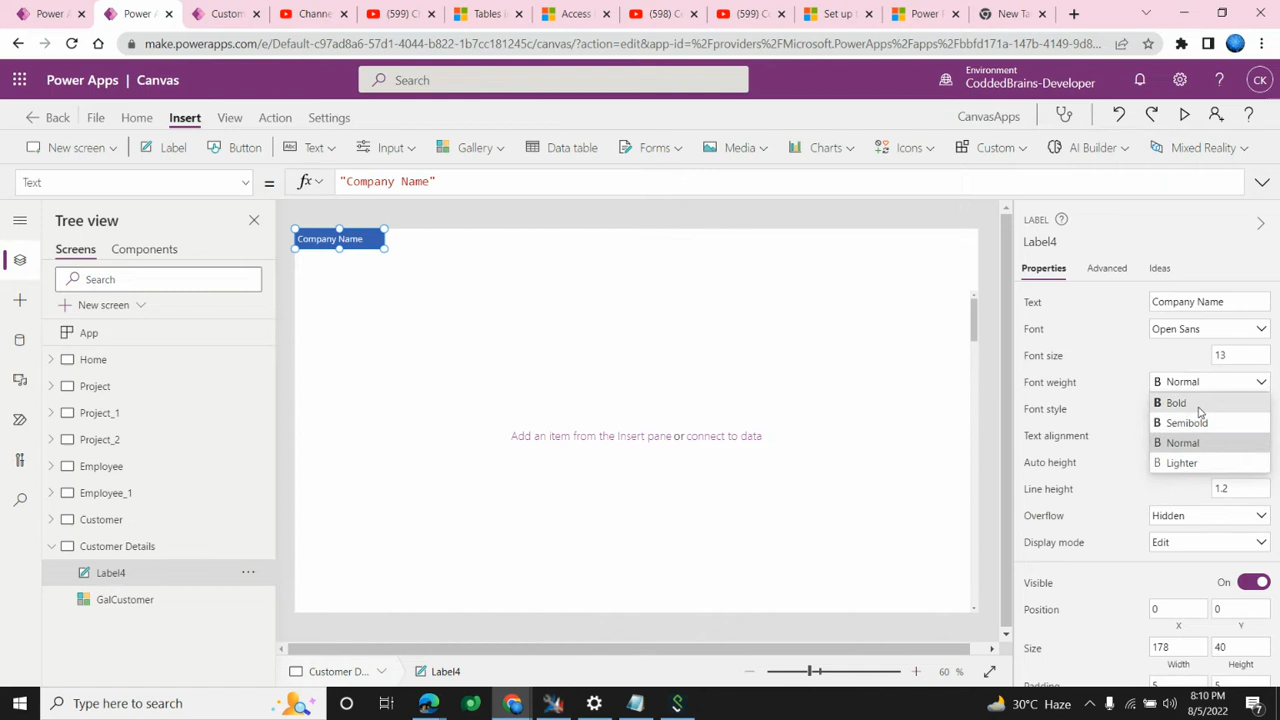 Power A
Power A
Custom
Channe
(599) C
Tables i
Access
(598) C
(599) C
Set up
Power
New Ta
make.powerapps.com/e/Default-c97ad8a6-57d1-4044-b822-1b7c181245c/canvas/?action=edit&app-id=%2Fproviders%2FMicrosoft.PowerApps%2Fapps%2Fbbfd171a-147b-4149-9d8...
Power Apps | Canvas
Search
Environment
CoddedBrains-Developer
CK
Back
File
Home
Insert
View
Action
Settings
CanvasApps
New screen
Label
Button
Text
Input
Gallery
Data table
Forms
Media
Charts
Icons
Custom
AI Builder
Mixed Reality
Text
=
fx
"Company Name"
Tree view
Screens
Components
Search
New screen
App
Home
Project
Project_1
Project_2
Employee
Employee_1
Customer
Customer Details
Label4
GalCustomer
Company Name
Add an item from the Insert pane or connect to data
Customer D...
Label4
60 %
LABEL
Label4
Properties
Advanced
Ideas
Text
Company Name
Font
Open Sans
Font size
13
Font weight
B Normal
B Bold
B Semibold
B Normal
B Lighter
Font style
Text alignment
Auto height
Line height
1.2
Overflow
Hidden
Display mode
Edit
Visible
On
Position
0
0
X
Y
Size
178
40
Width
Height
Type here to search
30°C Haze
8:10 PM
8/5/2022
7